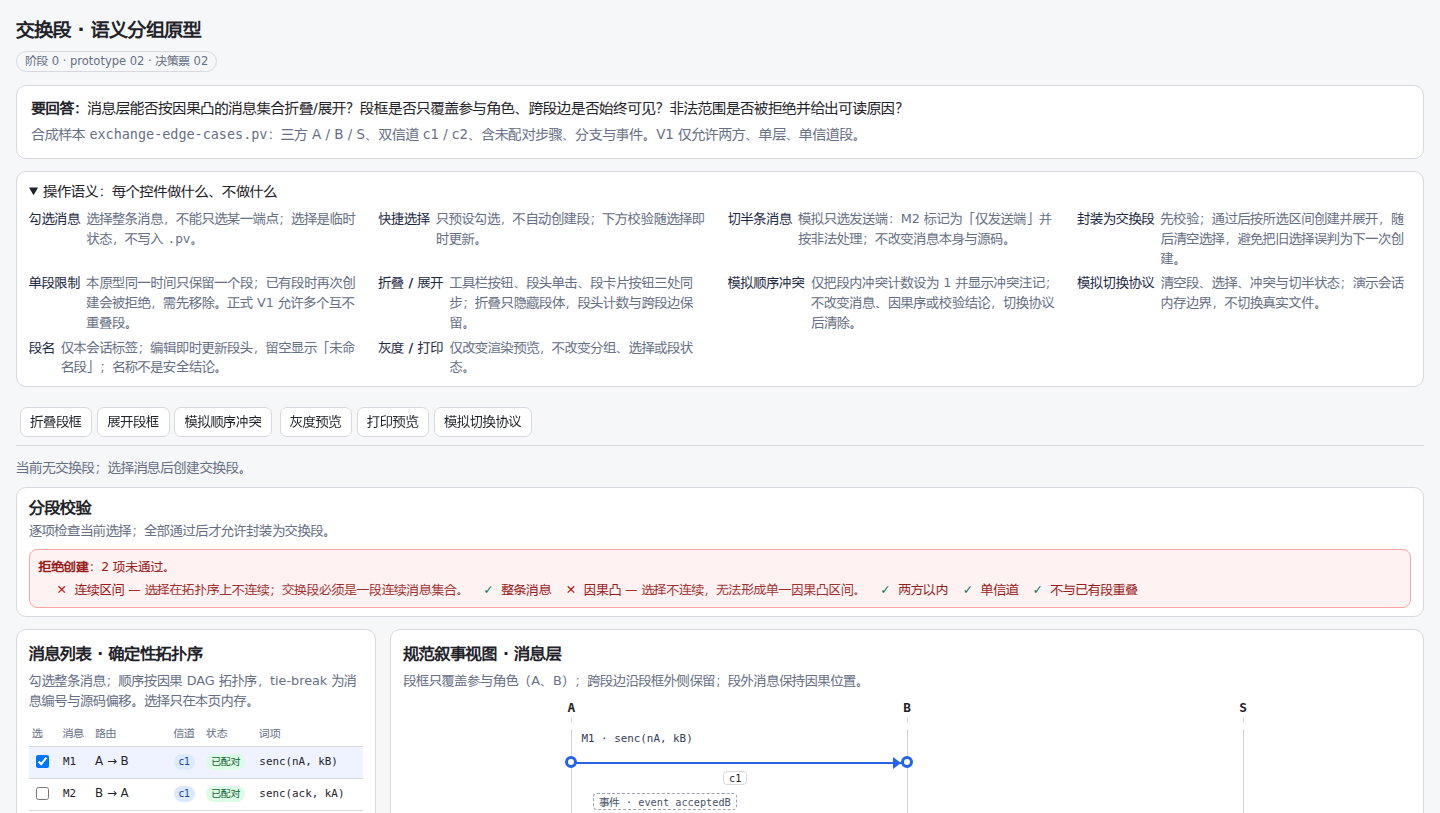 交换段 · 语义分组原型
阶段 0 · prototype 02 · 决策票 02
要回答：消息层能否按因果凸的消息集合折叠/展开？段框是否只覆盖参与角色、跨段边是否始终可见？非法范围是否被拒绝并给出可读原因？
合成样本 exchange-edge-cases.pv：三方 A / B / S、双信道 c1 / c2、含未配对步骤、分支与事件。V1 仅允许两方、单层、单信道段。
▼ 操作语义：每个控件做什么、不做什么
勾选消息 选择整条消息，不能只选某一端点；选择是临时
状态，不写入 .pv。
快捷选择 只预设勾选，不自动创建段；下方校验随选择即
时更新。
切半条消息 模拟只选发送端：M2 标记为「仅发送端」并
按非法处理；不改变消息本身与源码。
封装为交换段 先校验；通过后按所选区间创建并展开，随
后清空选择，避免把旧选择误判为下一次创
建。
单段限制 本原型同一时间只保留一个段；已有段时再次创
建会被拒绝，需先移除。正式 V1 允许多个互不
重叠段。
折叠 / 展开 工具栏按钮、段头单击、段卡片按钮三处同
步；折叠只隐藏段体，段头计数与跨段边保
留。
模拟顺序冲突 仅把段内冲突计数设为 1 并显示冲突注记；
不改变消息、因果序或校验结论，切换协议
后清除。
模拟切换协议 清空段、选择、冲突与切半状态；演示会话
内存边界，不切换真实文件。
段名 仅本会话标签；编辑即时更新段头，留空显示「未命
名段」；名称不是安全结论。
灰度 / 打印 仅改变渲染预览，不改变分组、选择或段状
态。
折叠段框 展开段框 模拟顺序冲突 灰度预览 打印预览 模拟切换协议
当前无交换段；选择消息后创建交换段。
分段校验
逐项检查当前选择；全部通过后才允许封装为交换段。
拒绝创建：2 项未通过。
✕ 连续区间 — 选择在拓扑序上不连续；交换段必须是一段连续消息集合。 ✓ 整条消息 ✕ 因果凸 — 选择不连续，无法形成单一因果凸区间。 ✓ 两方以内 ✓ 单信道 ✓ 不与已有段重叠
消息列表 · 确定性拓扑序
勾选整条消息；顺序按因果 DAG 拓扑序，tie-break 为消
息编号与源码偏移。选择只在本页内存。
选 消息 路由 信道 状态 词项
M1 A → B c1 已配对 senc(nA, kB)
M2 B → A c1 已配对 senc(ack, kA)
规范叙事视图 · 消息层
段框只覆盖参与角色（A、B）；跨段边沿段框外侧保留；段外消息保持因果位置。
A B S
M1 · senc(nA, kB)
c1
事件 · event acceptedB